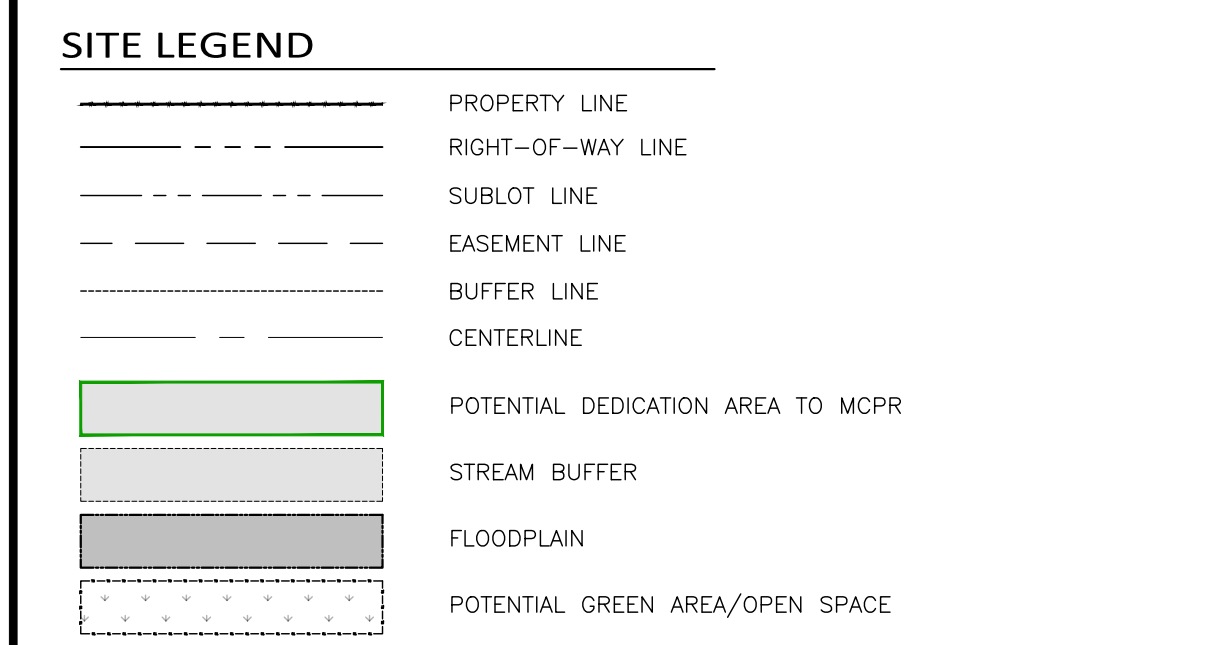 SITE LEGEND
PROPERTY LINE
RIGHT-OF-WAY LINE
SUBLOT LINE
EASEMENT LINE
BUFFER LINE
CENTERLINE
POTENTIAL DEDICATION AREA TO MCPR
STREAM BUFFER
FLOODPLAIN
POTENTIAL GREEN AREA/OPEN SPACE